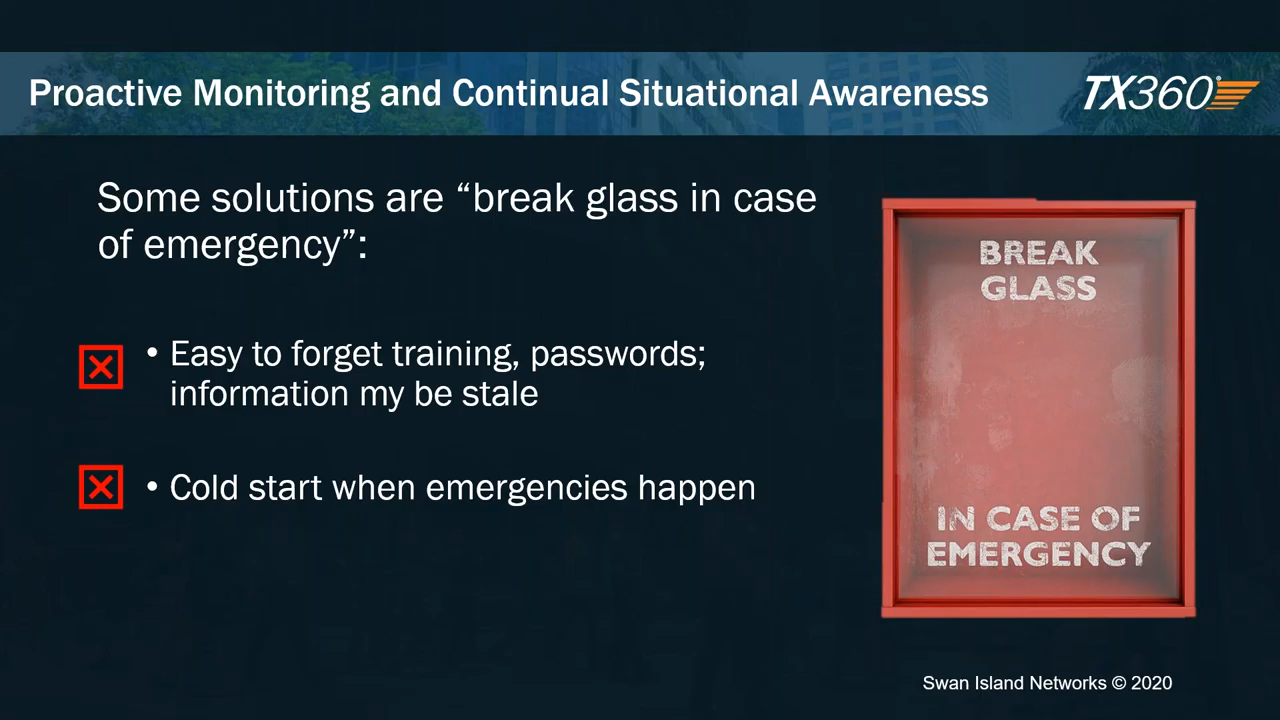 Proactive Monitoring and Continual Situational Awareness
TX360®
Some solutions are “break glass in case
of emergency”:
• Easy to forget training, passwords;
information my be stale
• Cold start when emergencies happen
BREAK
GLASS
IN CASE OF
EMERGENCY
Swan Island Networks © 2020